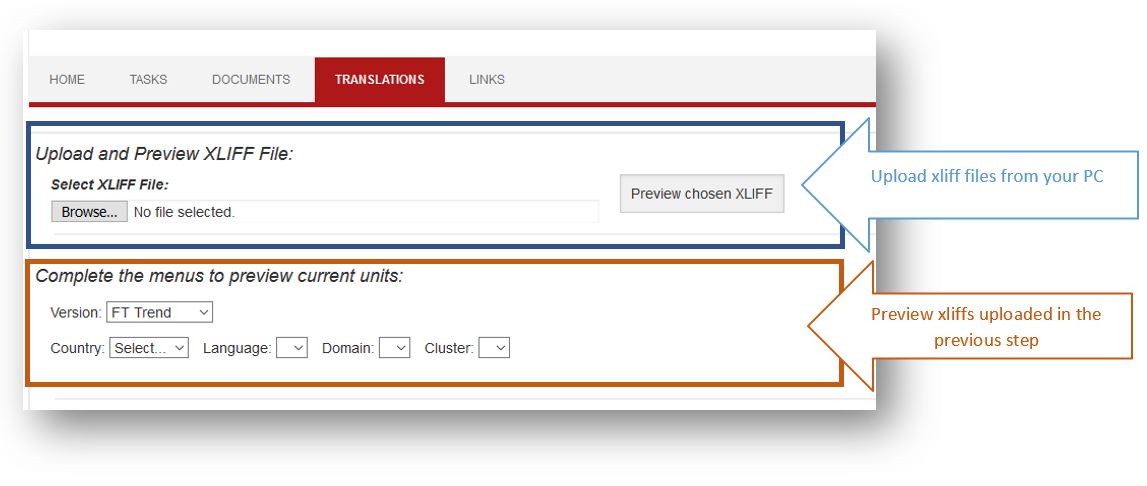 HOME TASKS DOCUMENTS TRANSLATIONS LINKS
Upload and Preview XLIFF File:
Select XLIFF File:
Browse... No file selected.
Preview chosen XLIFF
Upload xliff files from your PC
Complete the menus to preview current units:
Version: FT Trend
Country: Select... Language: Domain: Cluster:
Preview xliffs uploaded in the
previous step